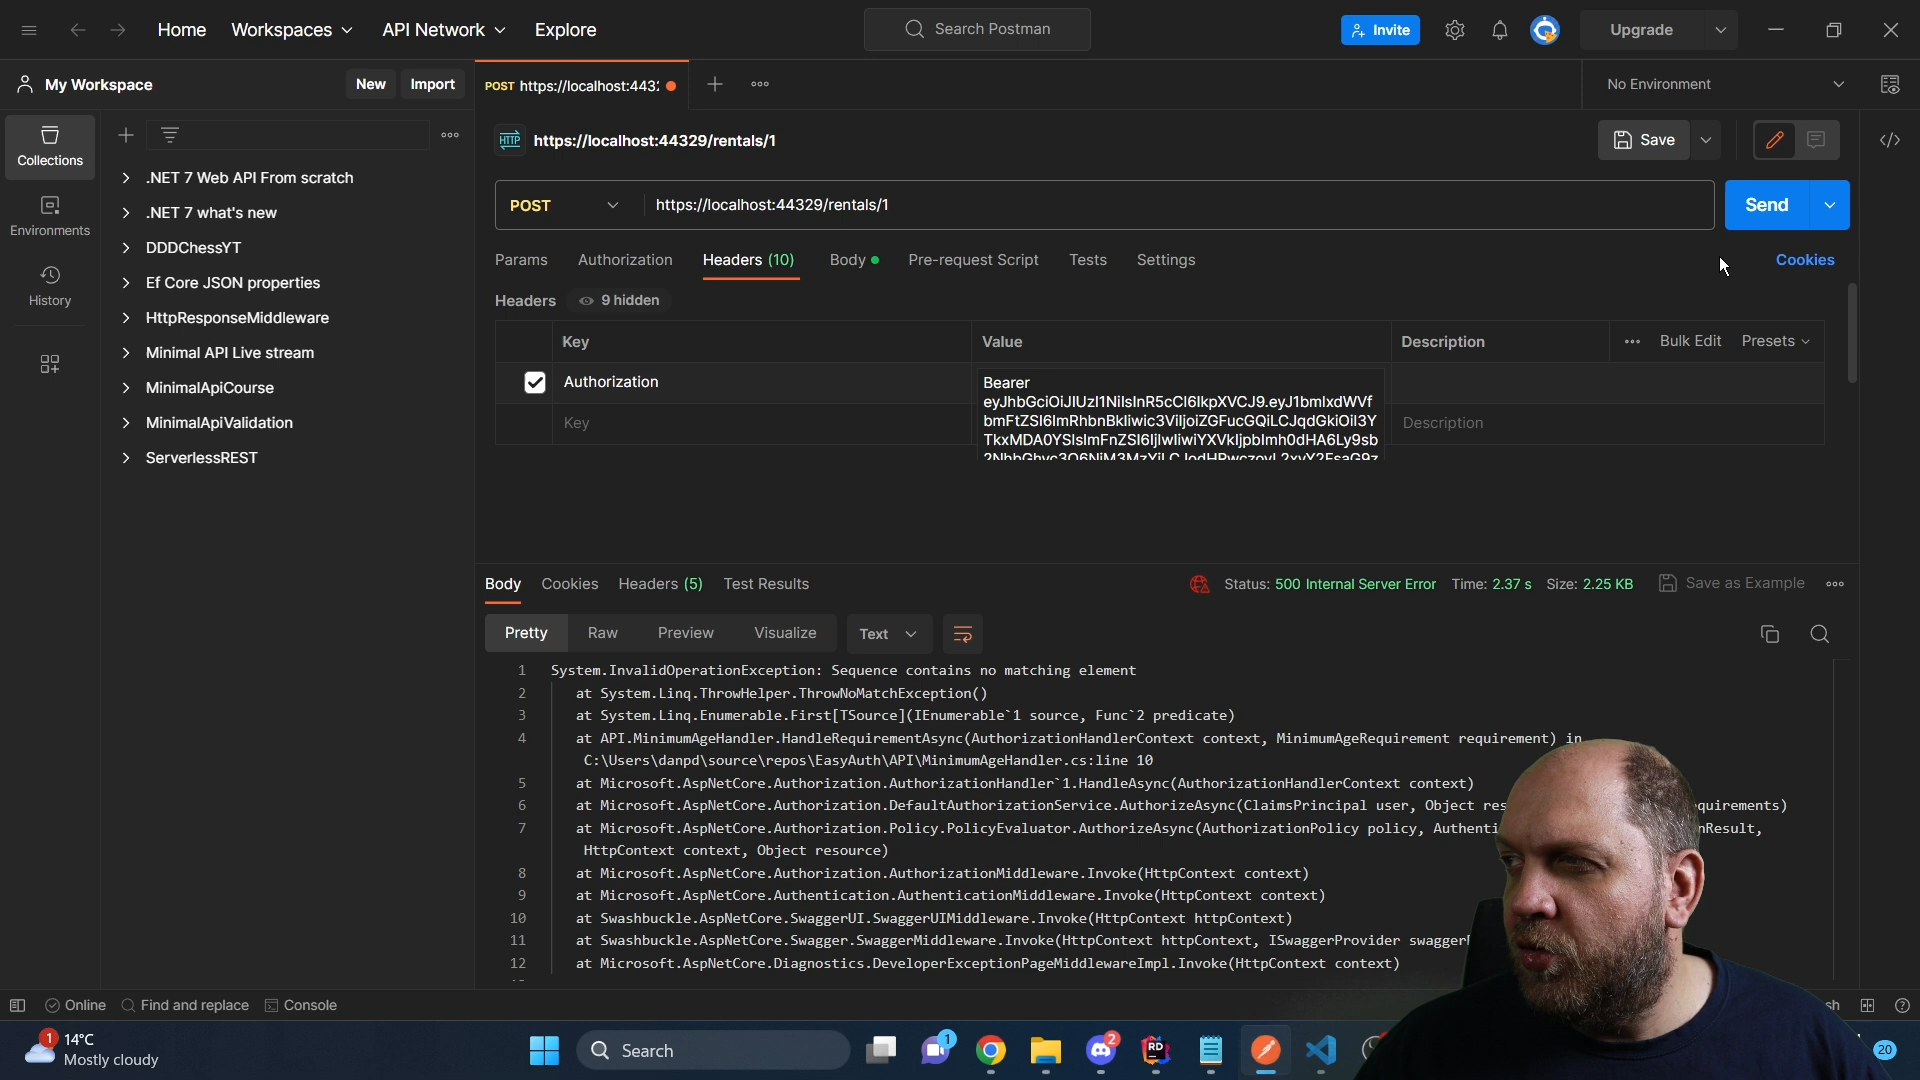 Home
Workspaces
API Network
Explore
Search Postman
Invite
Upgrade
My Workspace
New
Import
POST https://localhost:4432
No Environment
Collections
Environments
History
.NET 7 Web API From scratch
.NET 7 what's new
DDDChessYT
Ef Core JSON properties
HttpResponseMiddleware
Minimal API Live stream
MinimalApiCourse
MinimalApiValidation
ServerlessREST
HTTP https://localhost:44329/rentals/1
Save
POST https://localhost:44329/rentals/1
Send
Params Authorization Headers (10) Body Pre-request Script Tests Settings
Cookies
Headers 9 hidden
Key Value Description Bulk Edit Presets
Authorization
Bearer
Key
Description
Body Cookies Headers (5) Test Results
Status: 500 Internal Server Error Time: 2.37 s Size: 2.25 KB Save as Example
Pretty Raw Preview Visualize Text
1 System.InvalidOperationException: Sequence contains no matching element
2 at System.Linq.ThrowHelper.ThrowNoMatchException()
3 at System.Linq.Enumerable.First[TSource](IEnumerable`1 source, Func`2 predicate)
4 at API.MinimumAgeHandler.HandleRequirementAsync(AuthorizationHandlerContext context, MinimumAgeRequirement requirement) in
C:\Users\danpd\source\repos\EasyAuth\API\MinimumAgeHandler.cs:line 10
5 at Microsoft.AspNetCore.Authorization.AuthorizationHandler`1.HandleAsync(AuthorizationHandlerContext context)
6 at Microsoft.AspNetCore.Authorization.DefaultAuthorizationService.AuthorizeAsync(ClaimsPrincipal user, Object
7 at Microsoft.AspNetCore.Authorization.Policy.PolicyEvaluator.AuthorizeAsync(AuthorizationPolicy policy,
HttpContext context, Object resource)
8 at Microsoft.AspNetCore.Authorization.AuthorizationMiddleware.Invoke(HttpContext context)
9 at Microsoft.AspNetCore.Authentication.AuthenticationMiddleware.Invoke(HttpContext context)
10 at Swashbuckle.AspNetCore.SwaggerUI.SwaggerUIMiddleware.Invoke(HttpContext httpContext)
11 at Swashbuckle.AspNetCore.Swagger.SwaggerMiddleware.Invoke(HttpContext httpContext, ISwaggerProvider
12 at Microsoft.AspNetCore.Diagnostics.DeveloperExceptionPageMiddlewareImpl.Invoke(HttpContext context)
Online Find and replace Console
1
14°C
Mostly cloudy
Search
1
2
RD
20